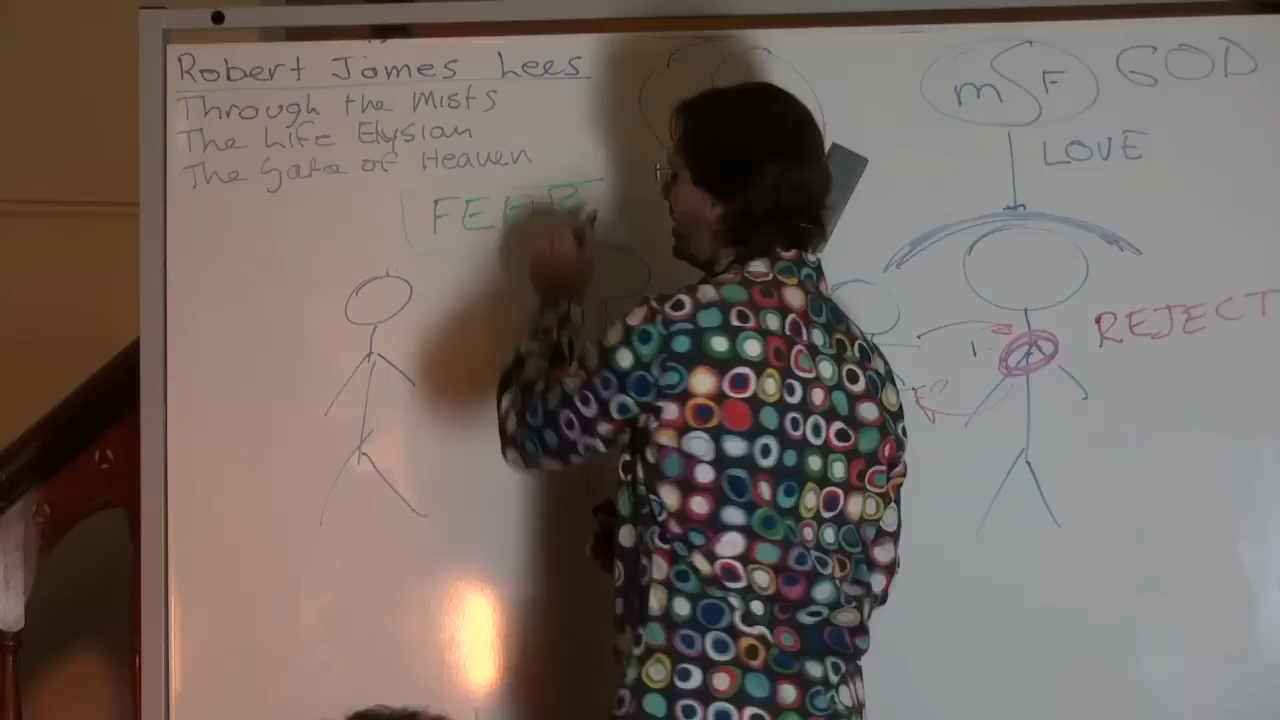 Robert James Lees
Through the Mists
The Life Elysian
The Gate of Heaven
FEAR
m F
GOD
LOVE
REJECT